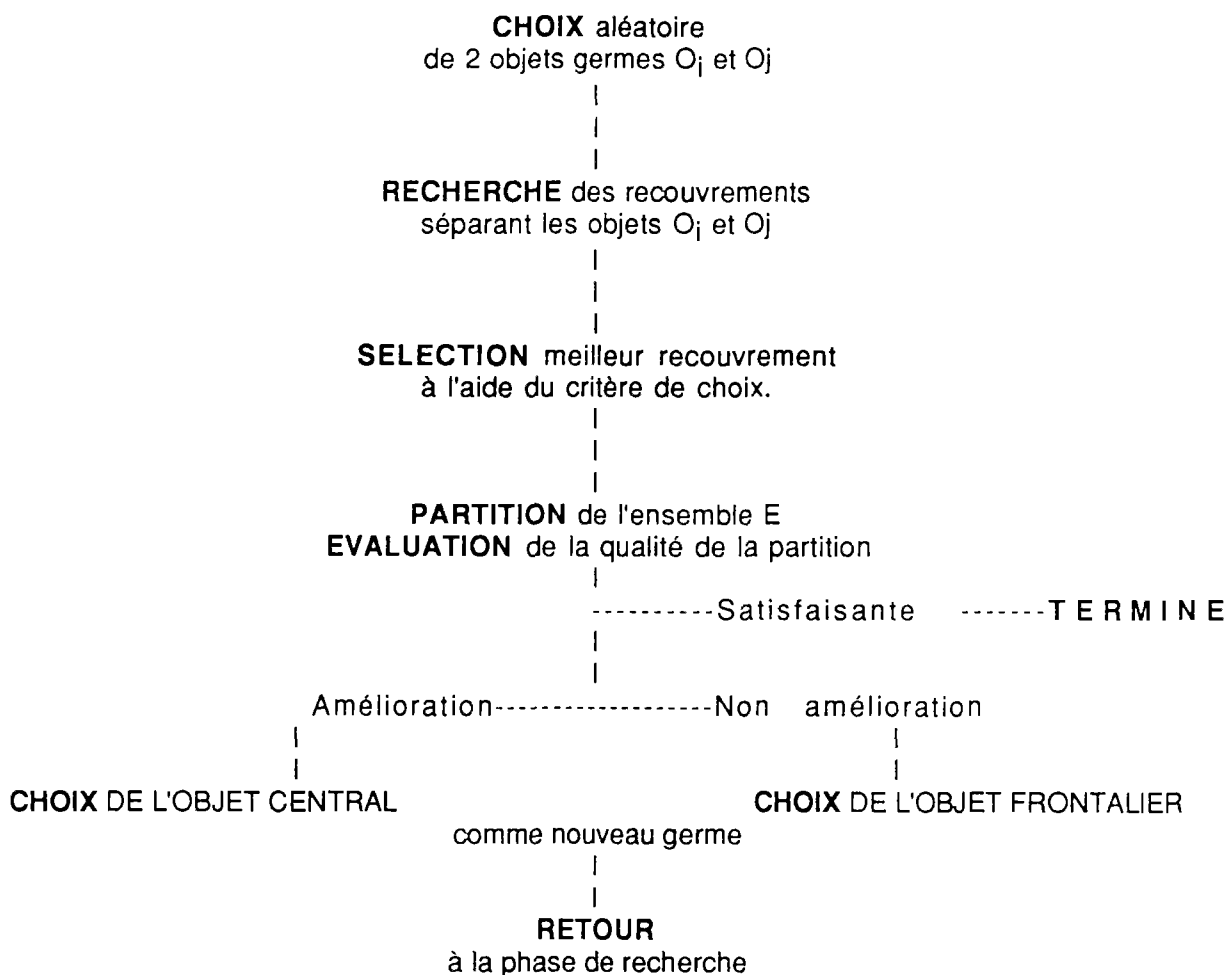 CHOIX aléatoire
de 2 objets germes Oi et Oj
RECHERCHE des recouvrements
séparant les objets Oi et Oj
SELECTION meilleur recouvrement
à l'aide du critère de choix.
PARTITION de l'ensemble E
EVALUATION de la qualité de la partition
----------Satisfaisante -------TERMINE
Amélioration-------------------Non amélioration
CHOIX DE L'OBJET CENTRAL CHOIX DE L'OBJET FRONTALIER
comme nouveau germe
RETOUR
à la phase de recherche